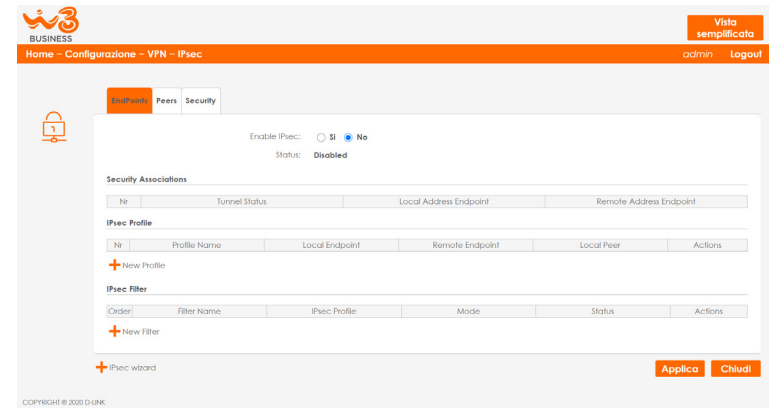 W3
BUSINESS
Vista semplificata
Home – Configurazione – VPN – IPsec
admin Logout
EndPoints Peers Security
Enable IPsec: Sì No
Status: Disabled
Security Associations
Nr Tunnel Status Local Address Endpoint Remote Address Endpoint
IPsec Profile
Nr Profile Name Local Endpoint Remote Endpoint Local Peer Actions
New Profile
IPsec Filter
Order Filter Name IPsec Profile Mode Status Actions
New Filter
IPsec wizard
Applica Chiudi
COPYRIGHT © 2020 D-LINK